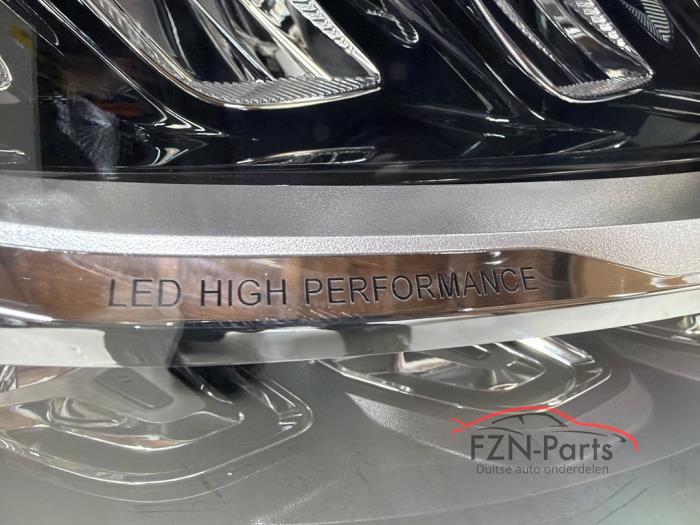 LED HIGH PERFORMANCE
FZN-Parts
Duitse auto onderdelen